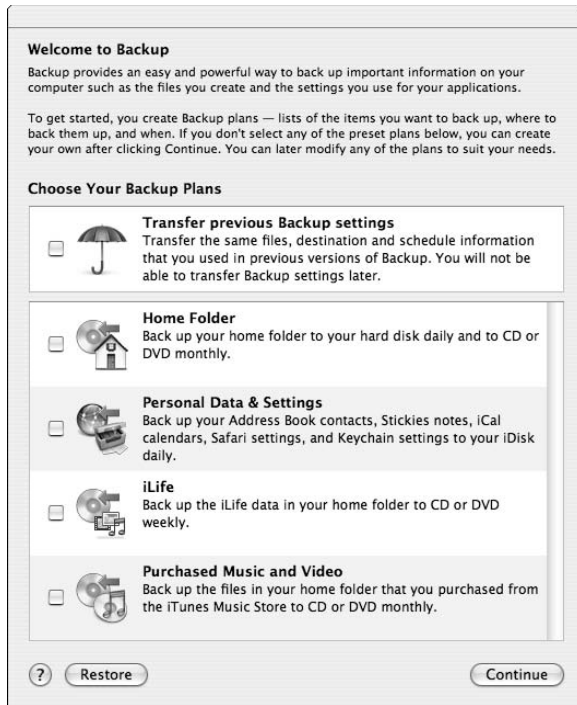 Welcome to Backup
Backup provides an easy and powerful way to back up important information on your
computer such as the files you create and the settings you use for your applications.
To get started, you create Backup plans — lists of the items you want to back up, where to
back them up, and when. If you don't select any of the preset plans below, you can create
your own after clicking Continue. You can later modify any of the plans to suit your needs.
Choose Your Backup Plans
Transfer previous Backup settings
Transfer the same files, destination and schedule information
that you used in previous versions of Backup. You will not be
able to transfer Backup settings later.
Home Folder
Back up your home folder to your hard disk daily and to CD or
DVD monthly.
Personal Data & Settings
Back up your Address Book contacts, Stickies notes, iCal
calendars, Safari settings, and Keychain settings to your iDisk
daily.
iLife
Back up the iLife data in your home folder to CD or DVD
weekly.
Purchased Music and Video
Back up the files in your home folder that you purchased from
the iTunes Music Store to CD or DVD monthly.
? Restore Continue